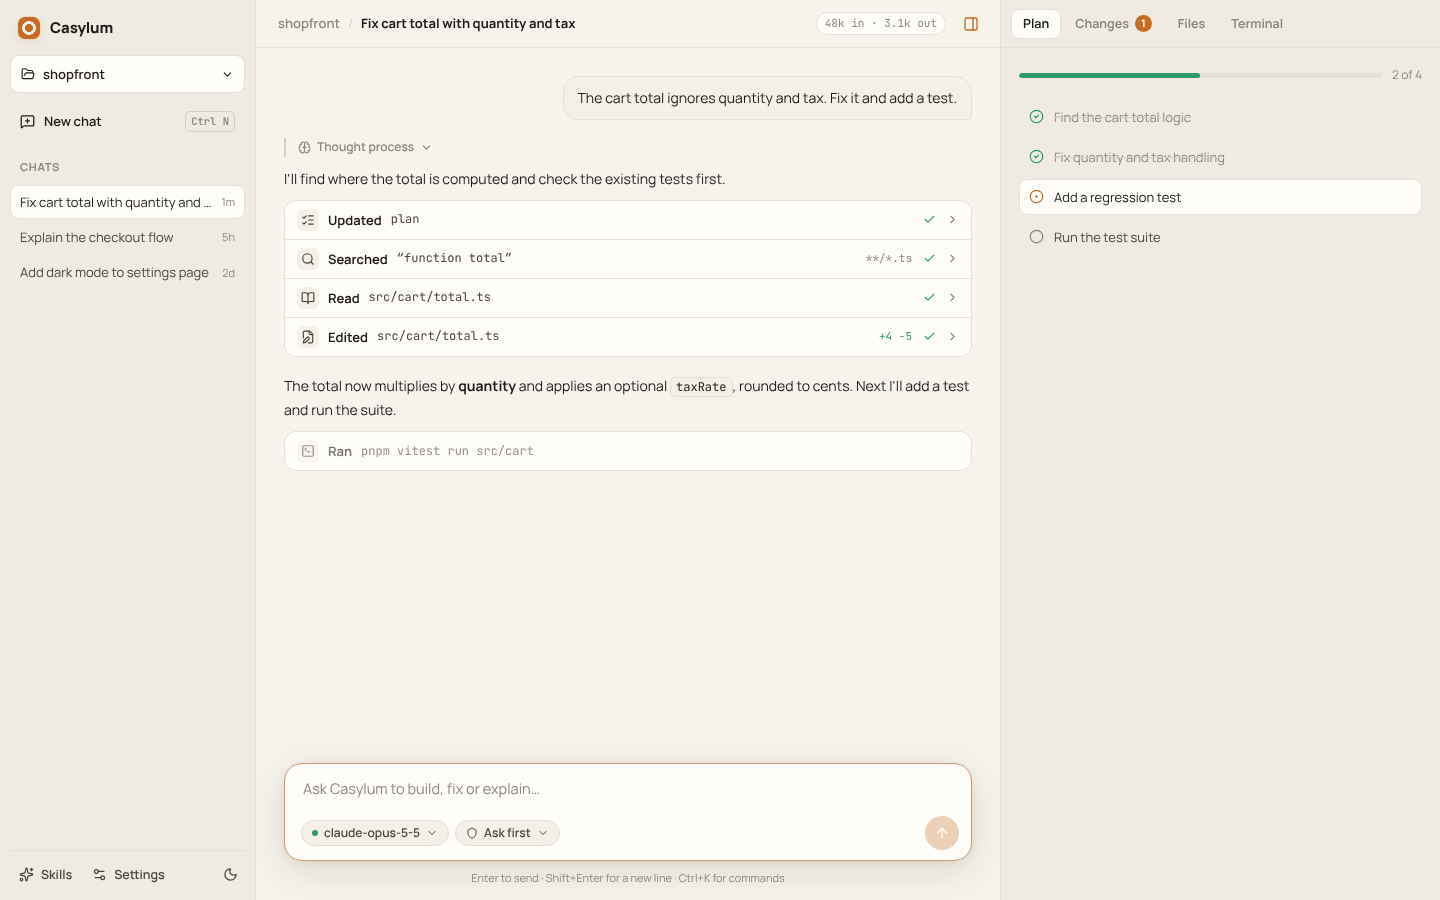 Casylum
shopfront
New chat
Ctrl N
CHATS
Fix cart total with quantity and ... 1m
Explain the checkout flow 5h
Add dark mode to settings page 2d
Skills
Settings
shopfront / Fix cart total with quantity and tax
48k in · 3.1k out
The cart total ignores quantity and tax. Fix it and add a test.
Thought process
I'll find where the total is computed and check the existing tests first.
Updated plan
Searched “function total” **/*.ts
Read src/cart/total.ts
Edited src/cart/total.ts +4 -5
The total now multiplies by quantity and applies an optional taxRate, rounded to cents. Next I'll add a test
and run the suite.
Ran pnpm vitest run src/cart
Ask Casylum to build, fix or explain...
claude-opus-5-5
Ask first
Enter to send · Shift+Enter for a new line · Ctrl+K for commands
Plan
Changes 1
Files
Terminal
2 of 4
Find the cart total logic
Fix quantity and tax handling
Add a regression test
Run the test suite